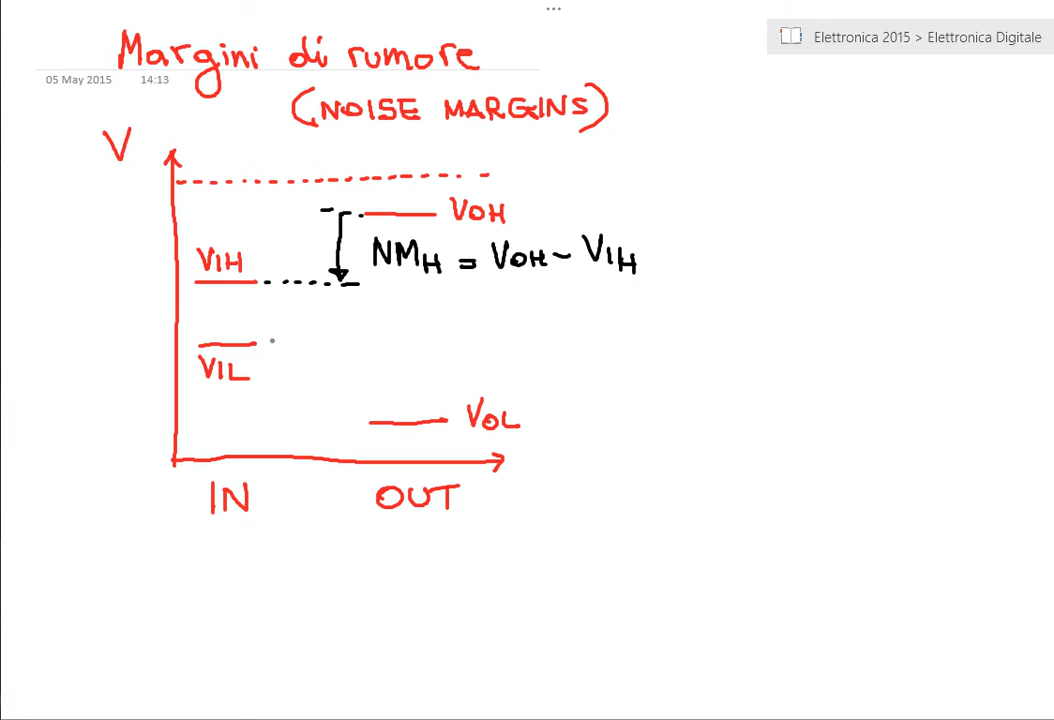 Elettronica 2015 > Elettronica Digitale
Margini di rumore
05 May 2015 14:13
(NOISE MARGINS)
V
VOH
NMH = VOH - VIH
VIH
VIL
VOL
IN OUT